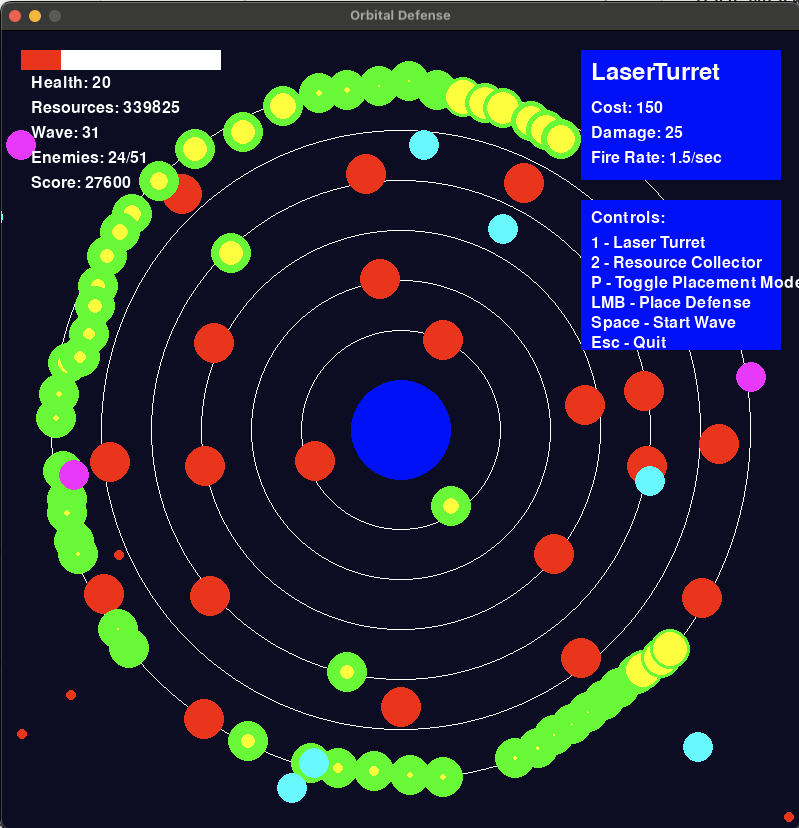 Orbital Defense
Health: 20
Resources: 339825
Wave: 31
Enemies: 24/51
Score: 27600
LaserTurret
Cost: 150
Damage: 25
Fire Rate: 1.5/sec
Controls:
1 - Laser Turret
2 - Resource Collector
P - Toggle Placement Mode
LMB - Place Defense
Space - Start Wave
Esc - Quit